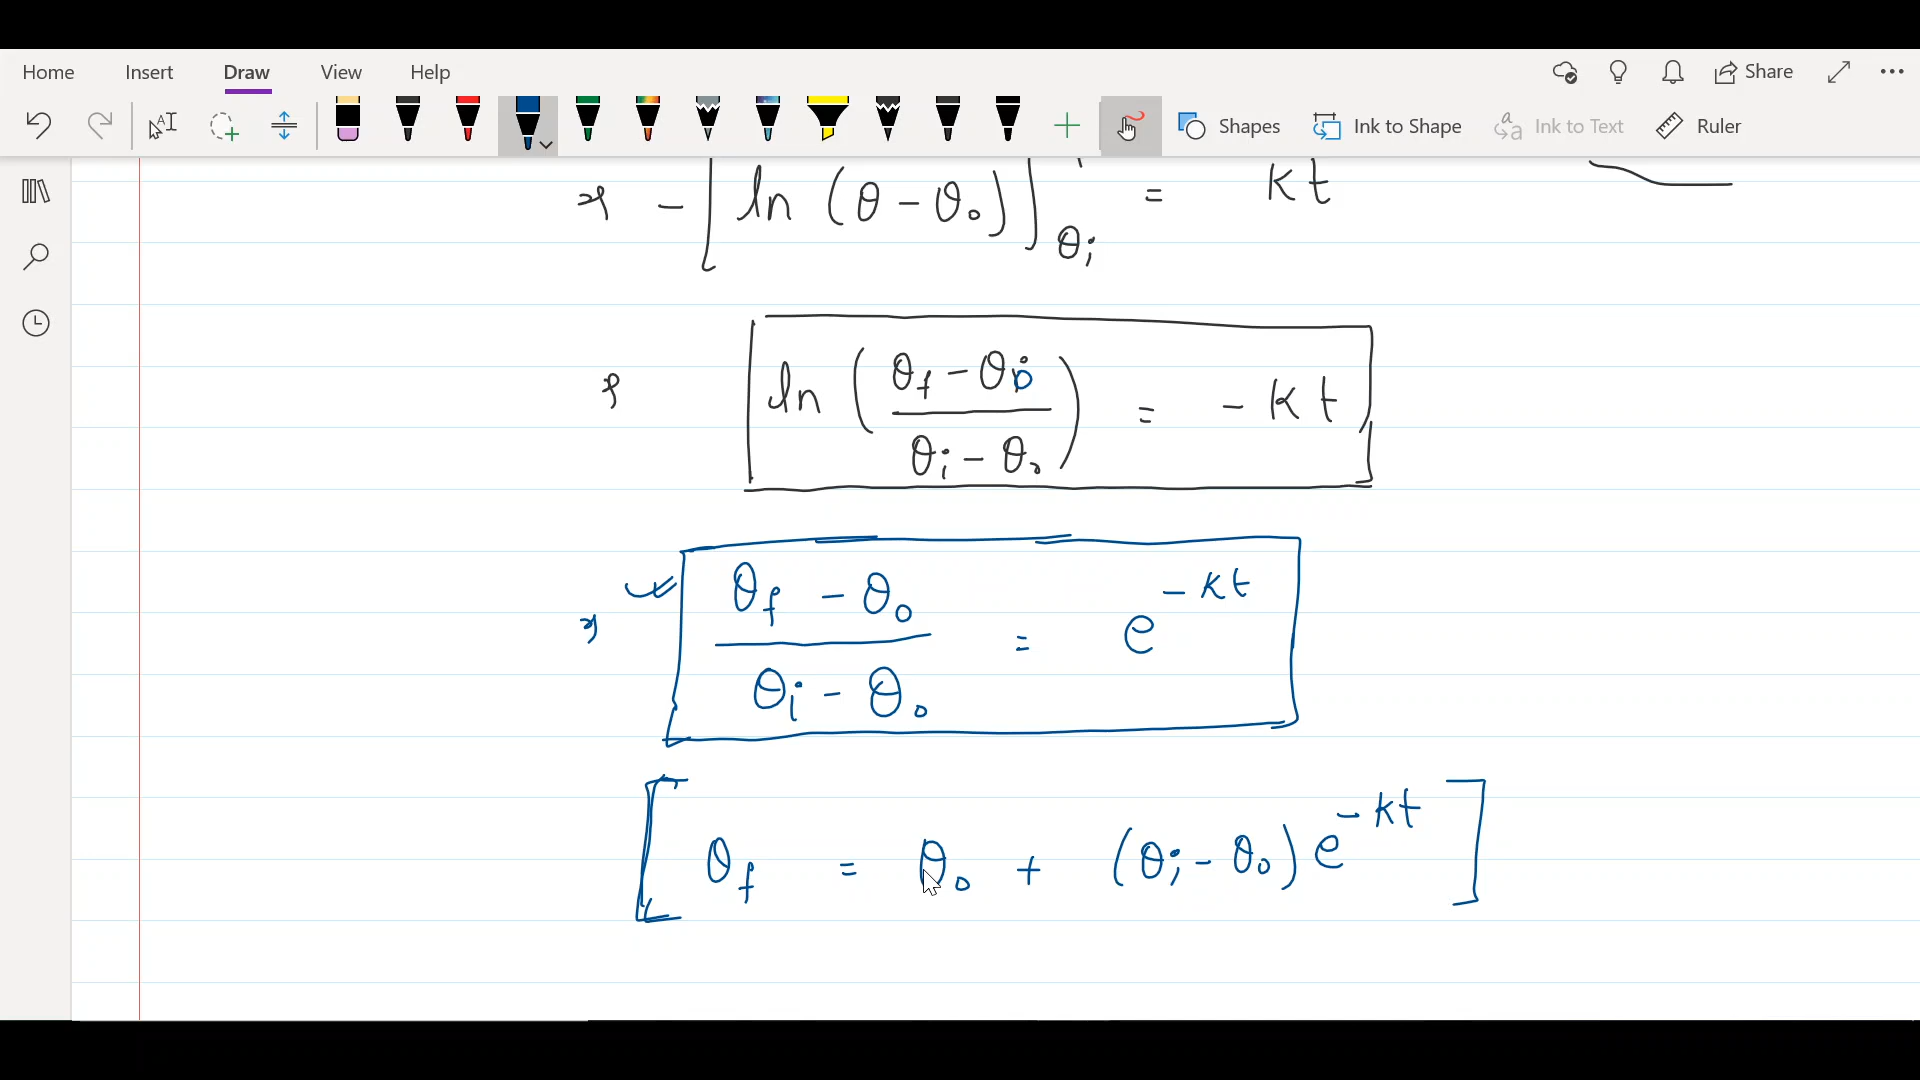 Home Insert Draw View Help Share
Shapes Ink to Shape Ink to Text Ruler
- [ln (θ - θ₀)]θᵢ = kt
ln ((θf - θ₀)/(θᵢ - θ₀)) = - kt
(θf - θ₀)/(θᵢ - θ₀) = e^(-kt)
[θf = θ₀ + (θᵢ - θ₀) e^(-kt)]